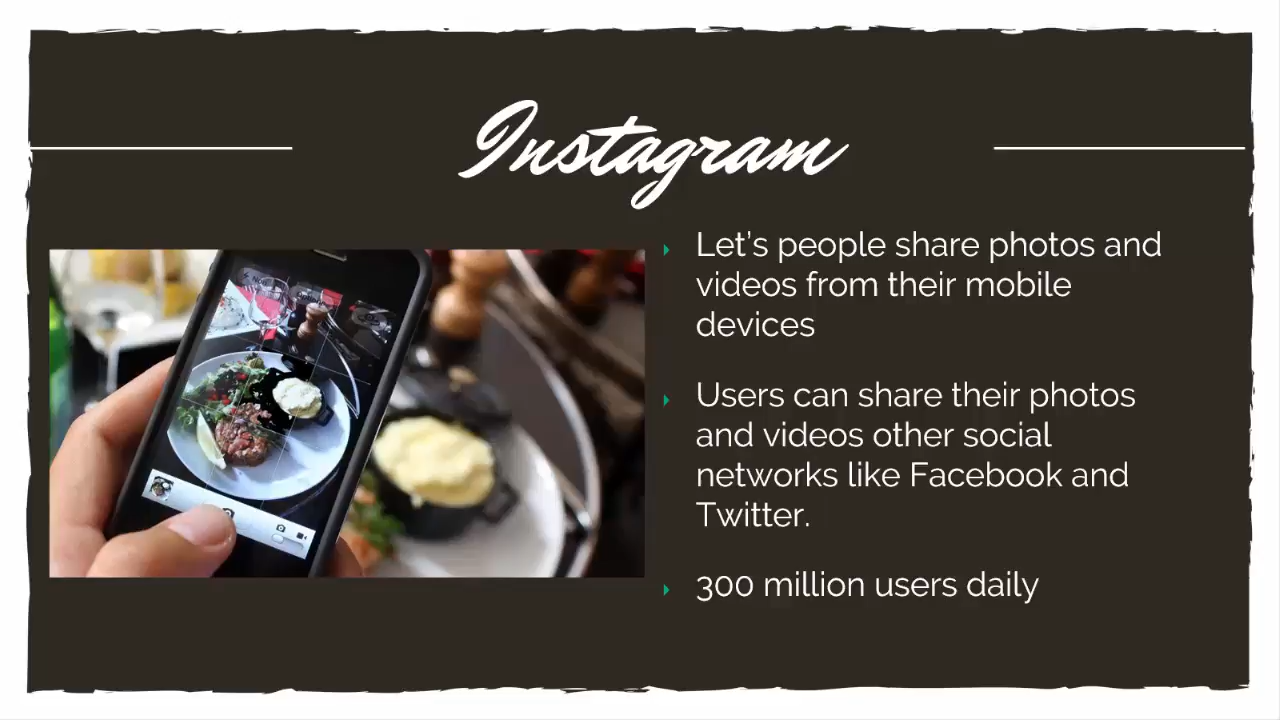 Instagram
Let’s people share photos and
videos from their mobile
devices
Users can share their photos
and videos other social
networks like Facebook and
Twitter.
300 million users daily